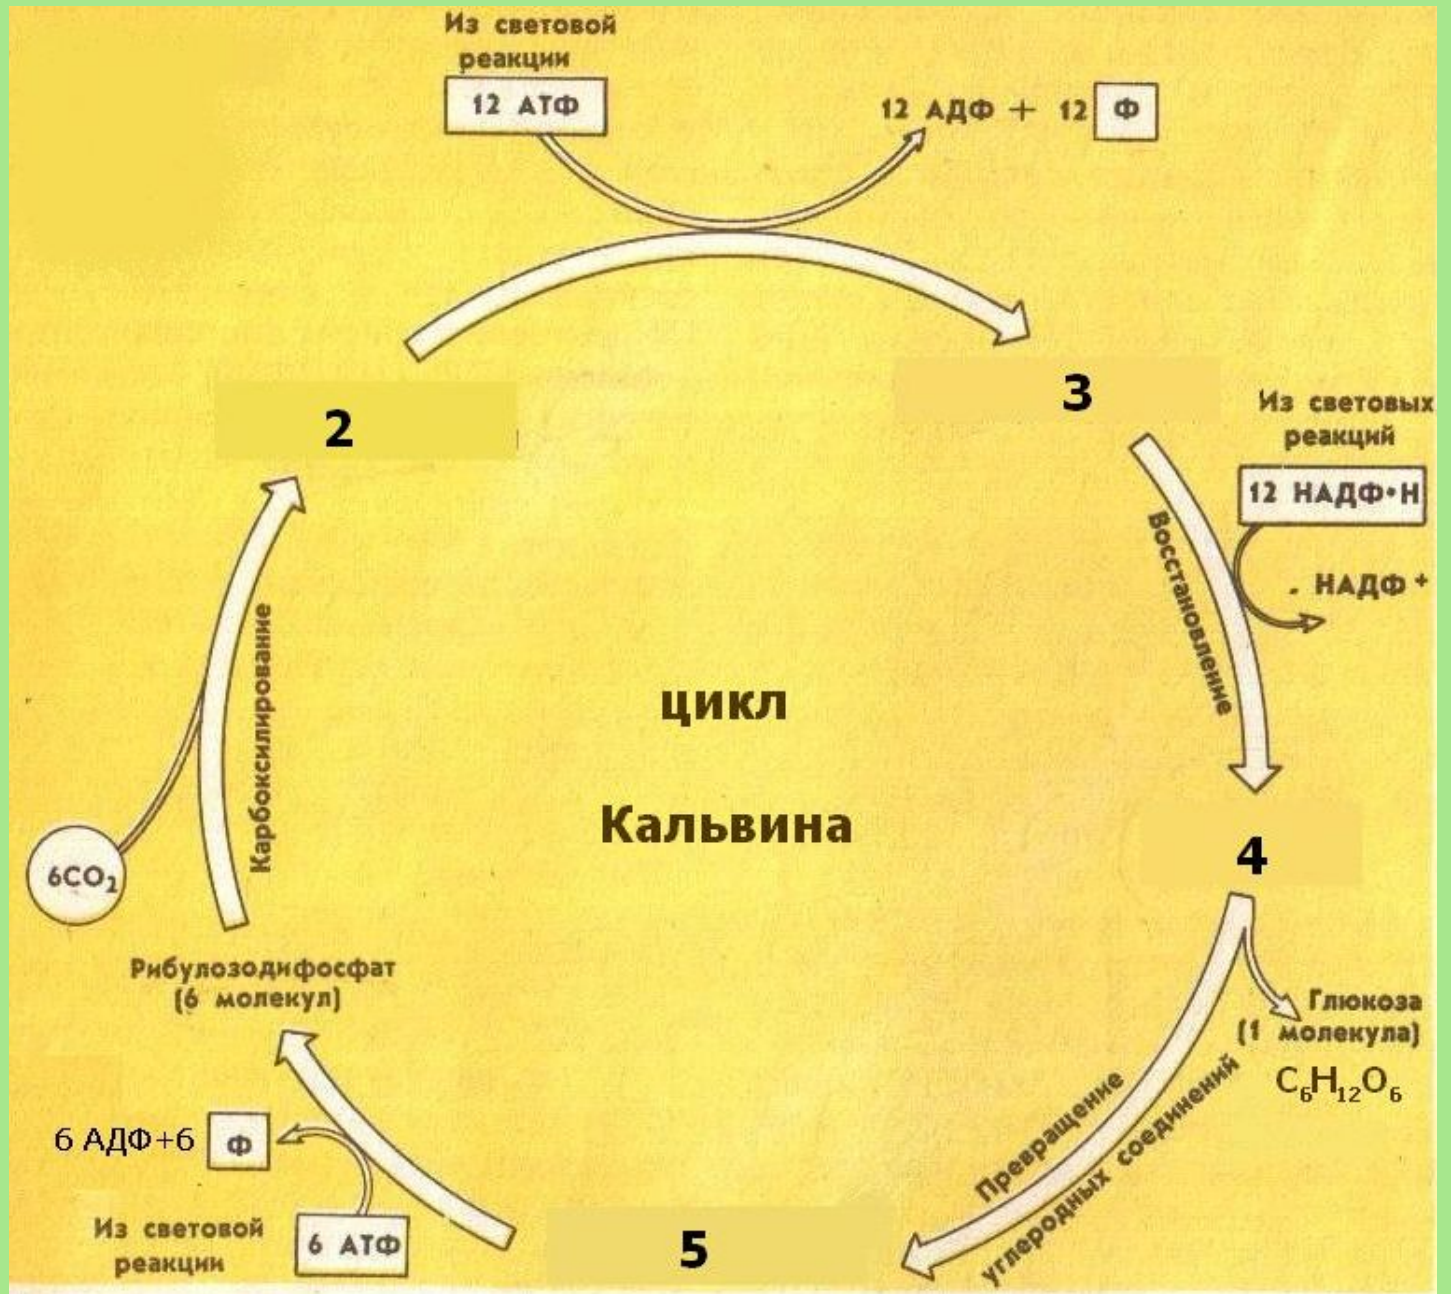 Из световой
реакции
12 АТФ
12 АДФ + 12 Ф
2
3
Из световых
реакций
12 НАДФ•Н
. НАДФ +
Восстановление
Карбоксилирование
цикл
Кальвина
6CO₂
4
Рибулозодифосфат
(6 молекул)
Глюкоза
(1 молекула)
C₆H₁₂O₆
Превращение
углеродных соединений
6 АДФ+6 Ф
Из световой
реакции
6 АТФ
5